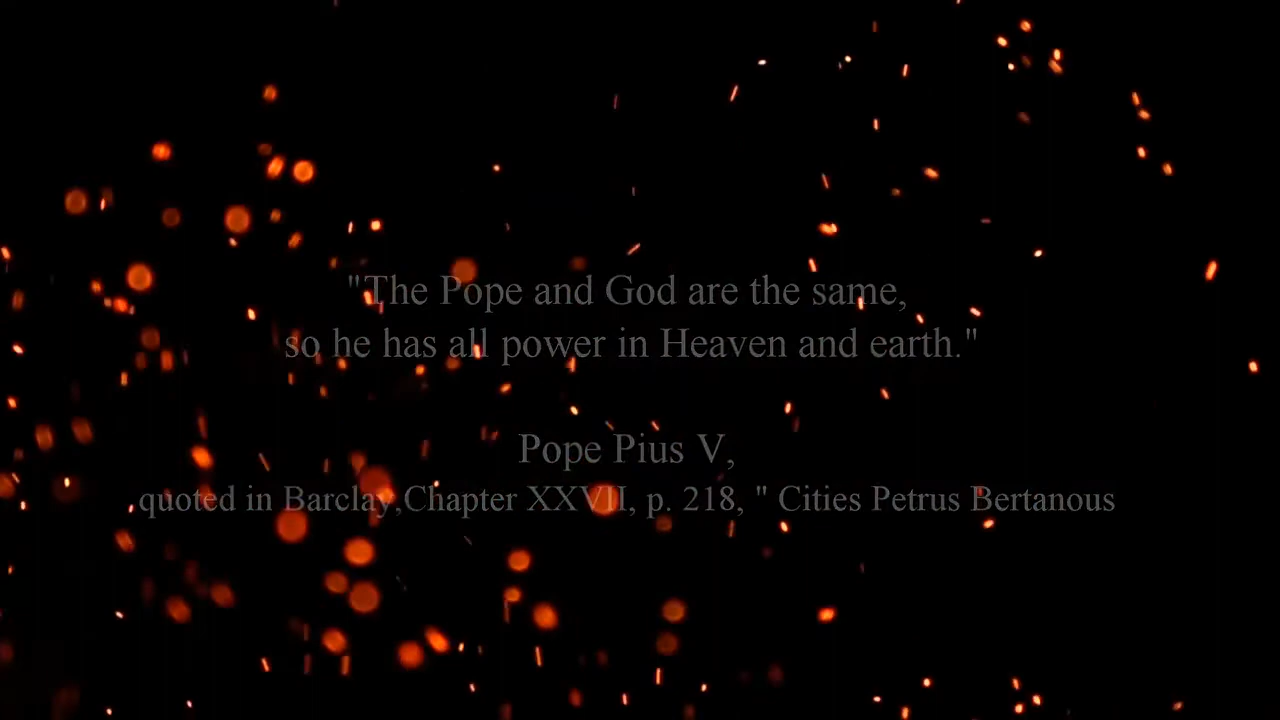 "The Pope and God are the same,
so he has all power in Heaven and earth."
Pope Pius V,
quoted in Barclay,Chapter XXVII, p. 218, " Cities Petrus Bertanous